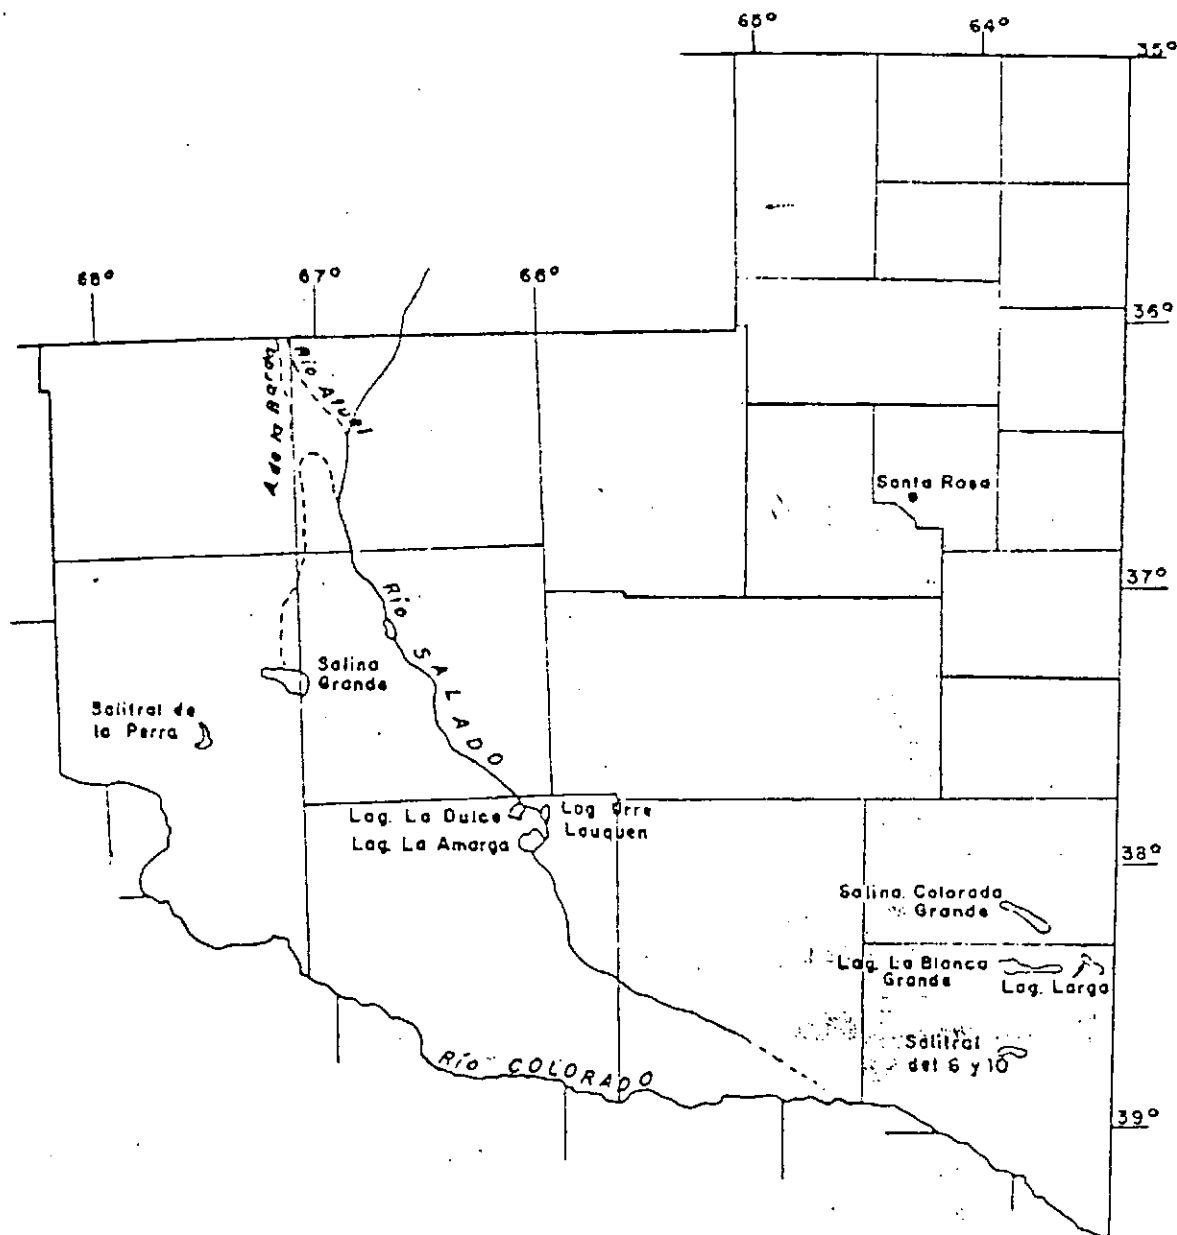 65°
64°
35°
68°
67°
66°
36°
Río Atuel
A de la Barda
Santa Rosa
37°
Río SALADO
Salina
Grande
Salitral de
la Perra
Lag. La Dulce
Lag Urre
Lauquen
Lag. La Amarga
38°
Salina Colorada
Grande
Lag. La Blanca
Grande
Lag. Larga
Salitral
del 6 y 10
Río COLORADO
39°